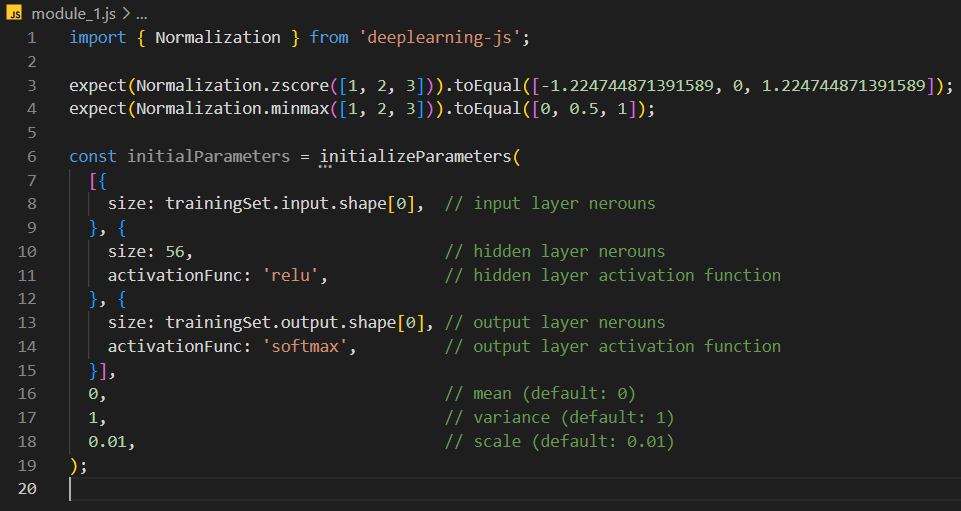 JS module_1.js > ...
1 import { Normalization } from 'deeplearning-js';
2
3 expect(Normalization.zscore([1, 2, 3])).toEqual([-1.224744871391589, 0, 1.224744871391589]);
4 expect(Normalization.minmax([1, 2, 3])).toEqual([0, 0.5, 1]);
5
6 const initialParameters = initializeParameters(
7   [{
8     size: trainingSet.input.shape[0],  // input layer nerouns
9   }, {
10     size: 56,                          // hidden layer nerouns
11     activationFunc: 'relu',            // hidden layer activation function
12   }, {
13     size: trainingSet.output.shape[0], // output layer nerouns
14     activationFunc: 'softmax',         // output layer activation function
15   }],
16   0,                                   // mean (default: 0)
17   1,                                   // variance (default: 1)
18   0.01,                                // scale (default: 0.01)
19 );
20